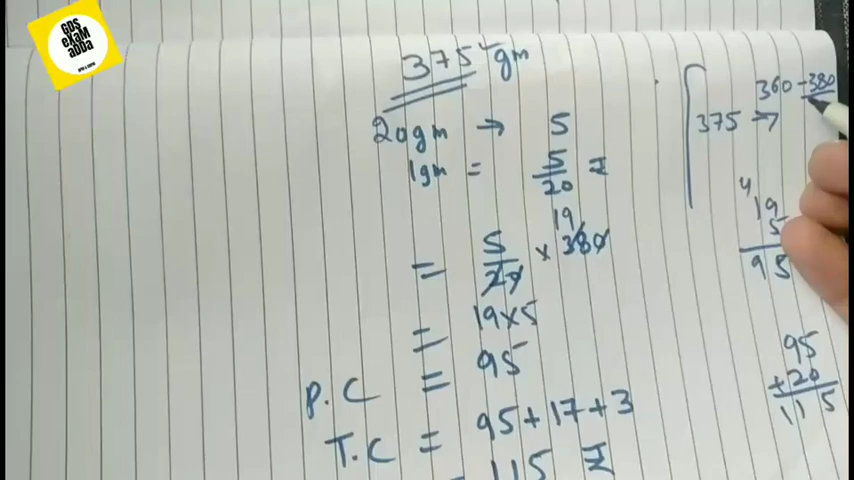 GDS
eXaM
aDDa
375 gm
20gm → 5
1gm = 5/20 ₹
= 5/20 × 380 19
= 19×5
P.C = 95
T.C = 95+17+3
= 115 ₹
360-380
375 →
4
19
5
95
95
+20
115